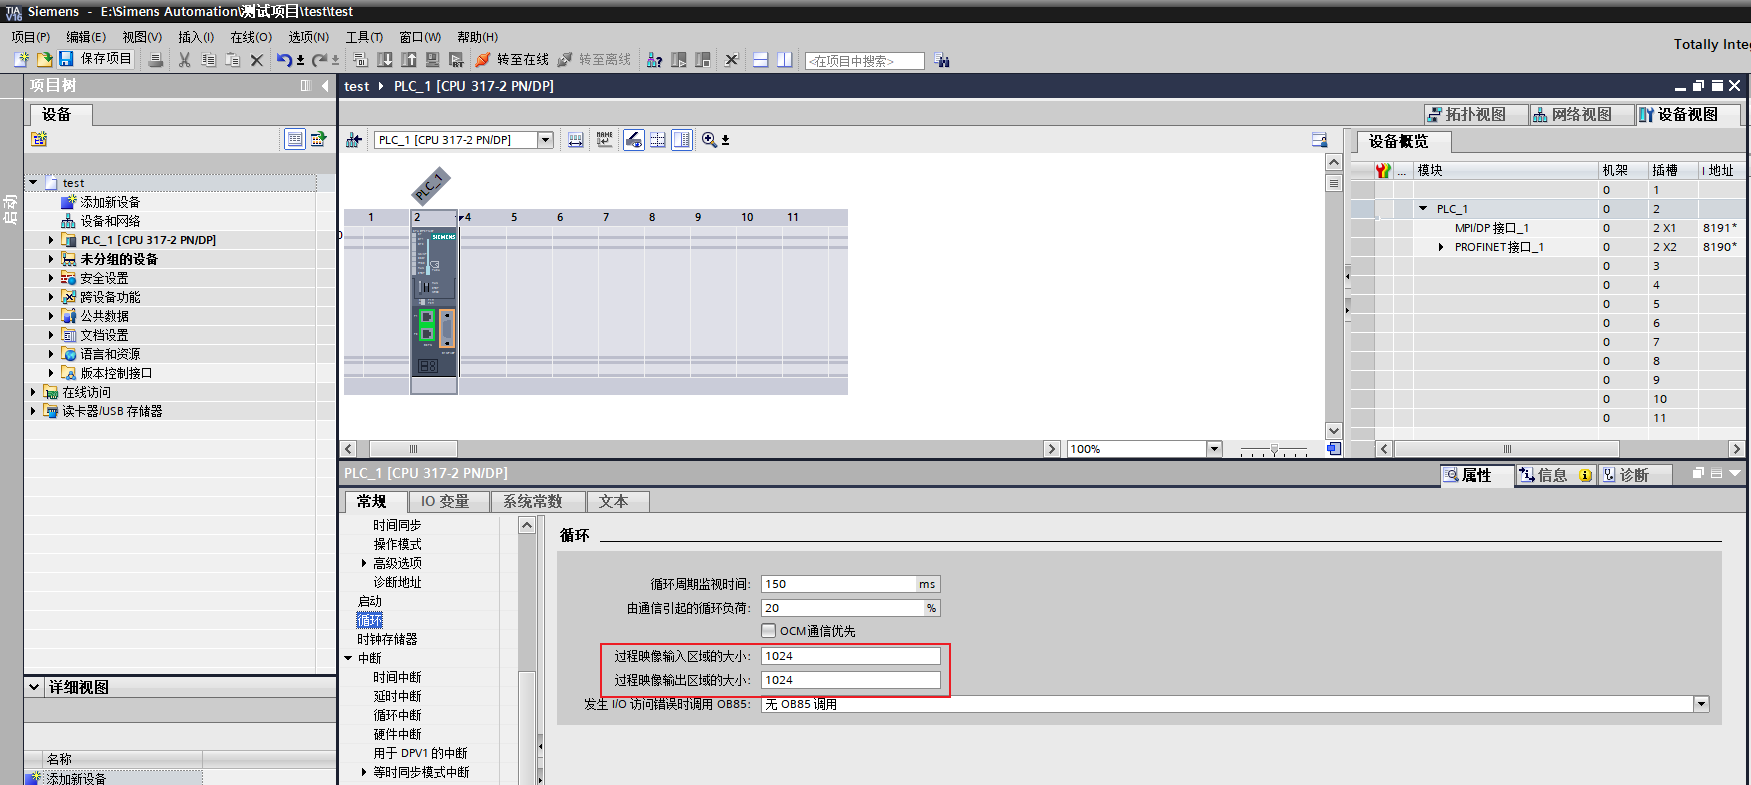 Siemens - E:\Simens Automation\测试项目\test\test
项目(P) 编辑(E) 视图(V) 插入(I) 在线(O) 选项(N) 工具(T) 窗口(W) 帮助(H)
Totally Inte
保存项目 转至在线 转至离线 <在项目中搜索>
项目树
设备
启动
test
添加新设备
设备和网络
PLC_1 [CPU 317-2 PN/DP]
未分组的设备
安全设置
跨设备功能
公共数据
文档设置
语言和资源
版本控制接口
在线访问
读卡器/USB 存储器
详细视图
名称
添加新设备
test PLC_1 [CPU 317-2 PN/DP]
拓扑视图 网络视图 设备视图
PLC_1 [CPU 317-2 PN/DP]
PLC_1
1 2 4 5 6 7 8 9 10 11
SIEMENS
100%
设备概览
... 模块 机架 插槽 I 地址
0 1
PLC_1 0 2
MPI/DP 接口_1 0 2 X1 8191*
PROFINET接口_1 0 2 X2 8190*
0 3
0 4
0 5
0 6
0 7
0 8
0 9
0 10
0 11
PLC_1 [CPU 317-2 PN/DP]
属性 信息 诊断
常规 IO 变量 系统常数 文本
时间同步
操作模式
高级选项
诊断地址
启动
循环
时钟存储器
中断
时间中断
延时中断
循环中断
硬件中断
用于 DPV1 的中断
等时同步模式中断
循环
循环周期监视时间: 150 ms
由通信引起的循环负荷: 20 %
OCM通信优先
过程映像输入区域的大小: 1024
过程映像输出区域的大小: 1024
发生 I/O 访问错误时调用 OB85: 无 OB85 调用